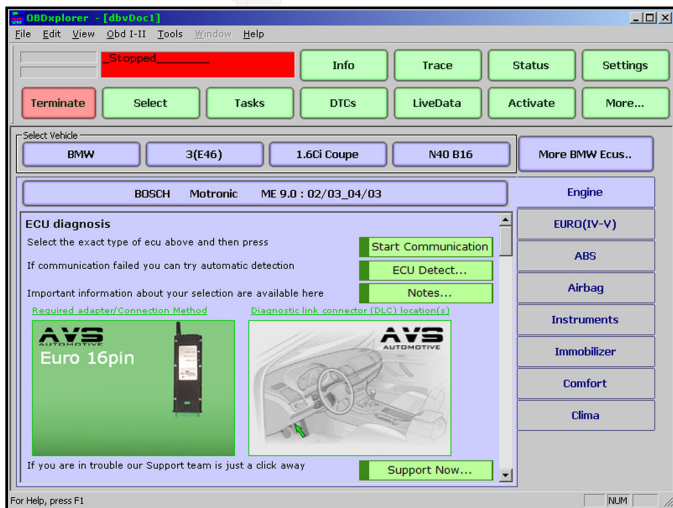 OBDxplorer - [dbvDoc1]
File Edit View Obd I-II Tools Window Help
_Stopped______
Info Trace Status Settings
Terminate Select Tasks DTCs LiveData Activate More...
Select Vehicle
BMW 3(E46) 1.6Ci Coupe N40 B16 More BMW Ecus..
BOSCH Motronic ME 9.0 : 02/03_04/03
Engine
EURO(IV-V)
ABS
Airbag
Instruments
Immobilizer
Comfort
Clima
ECU diagnosis
Select the exact type of ecu above and then press
Start Communication
If communication failed you can try automatic detection
ECU Detect...
Important information about your selection are available here
Notes...
Required adapter/Connection Method
Diagnostic link connector (DLC) location(s)
AVS
AUTOMOTIVE
Euro 16pin
AVS
AUTOMOTIVE
If you are in trouble our Support team is just a click away
Support Now...
For Help, press F1
NUM